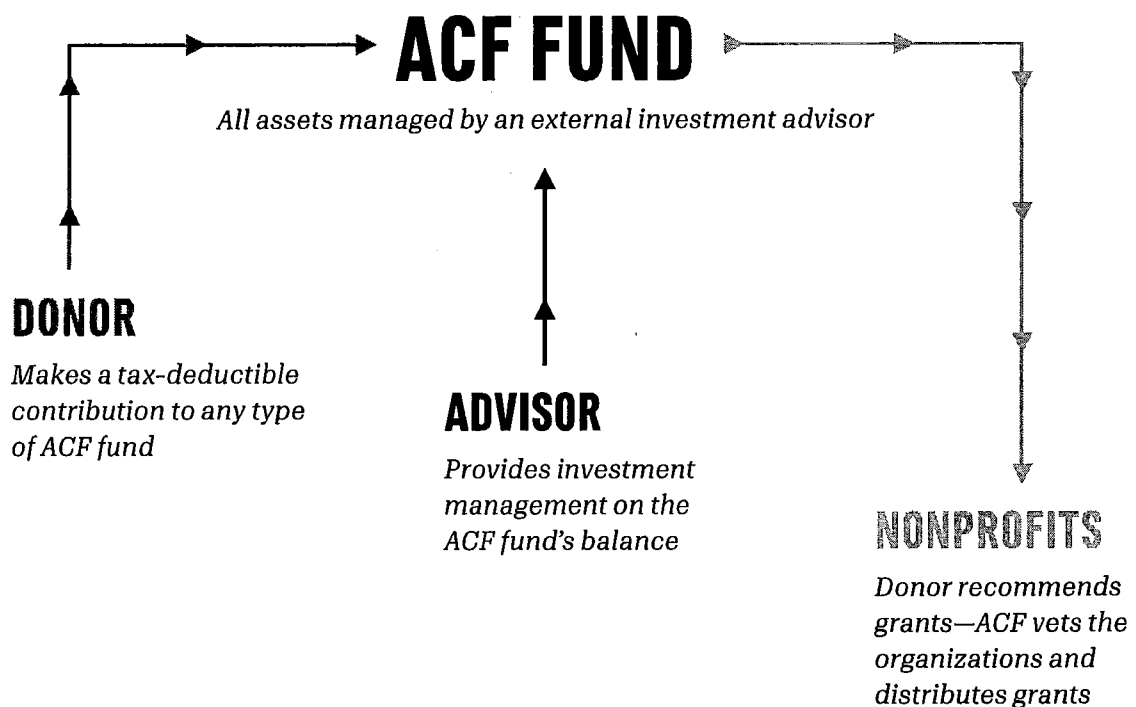 ACF FUND
All assets managed by an external investment advisor
DONOR
Makes a tax-deductible
contribution to any type
of ACF fund
ADVISOR
Provides investment
management on the
ACF fund's balance
NONPROFITS
Donor recommends
grants—ACF vets the
organizations and
distributes grants